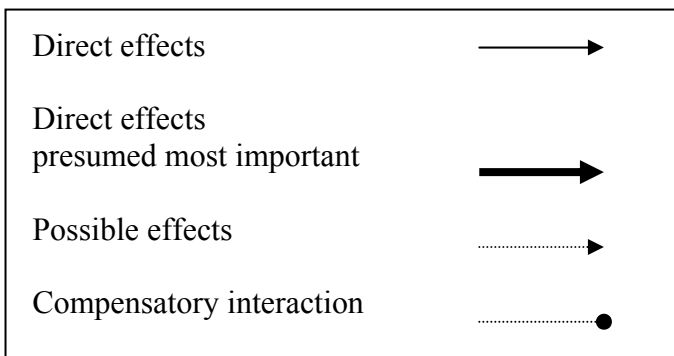 Direct effects
Direct effects
presumed most important
Possible effects
Compensatory interaction